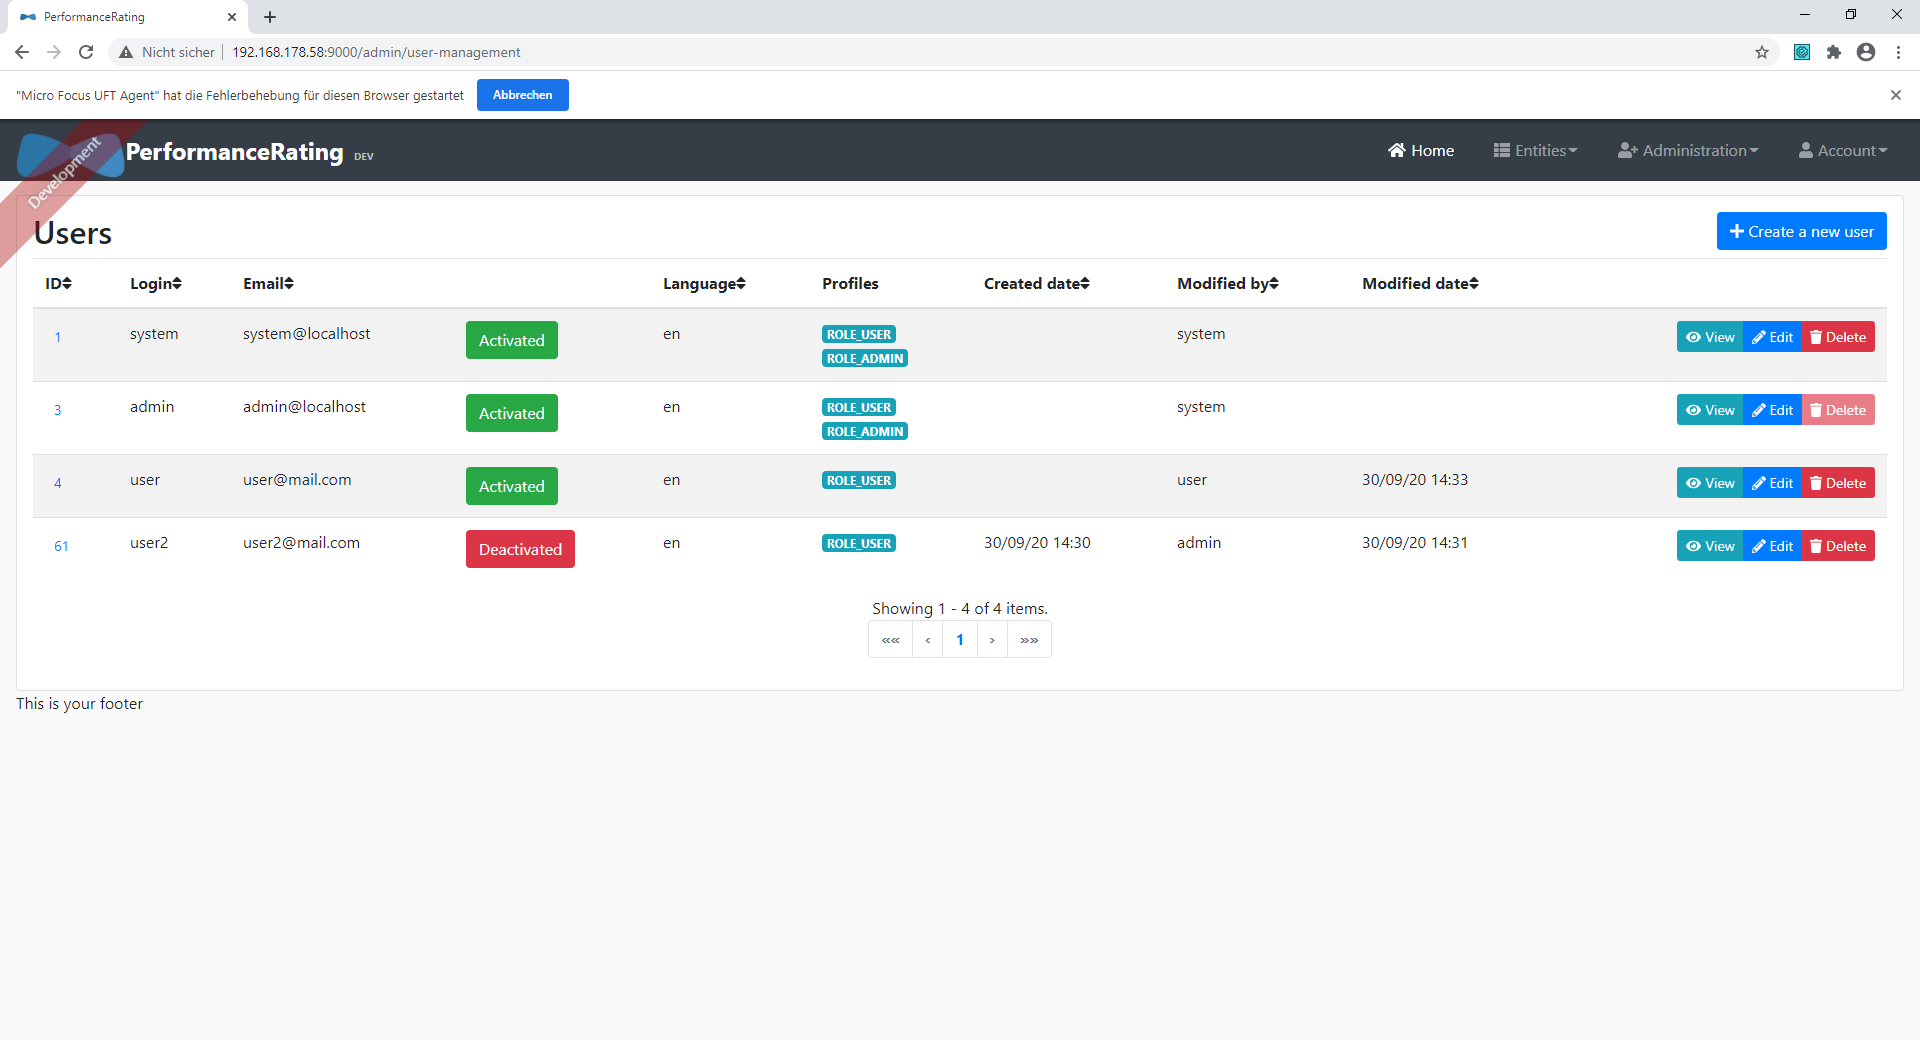 PerformanceRating
Nicht sicher 192.168.178.58:9000/admin/user-management
"Micro Focus UFT Agent" hat die Fehlerbehebung für diesen Browser gestartet Abbrechen
Development
PerformanceRating DEV Home Entities Administration Account
Users Create a new user
ID Login Email Language Profiles Created date Modified by Modified date
1 system system@localhost Activated en ROLE_USER system View Edit Delete
ROLE_ADMIN
3 admin admin@localhost Activated en ROLE_USER system View Edit Delete
ROLE_ADMIN
4 user user@mail.com Activated en ROLE_USER user 30/09/20 14:33 View Edit Delete
61 user2 user2@mail.com Deactivated en ROLE_USER 30/09/20 14:30 admin 30/09/20 14:31 View Edit Delete
Showing 1 - 4 of 4 items.
«« ‹ 1 › »»
This is your footer